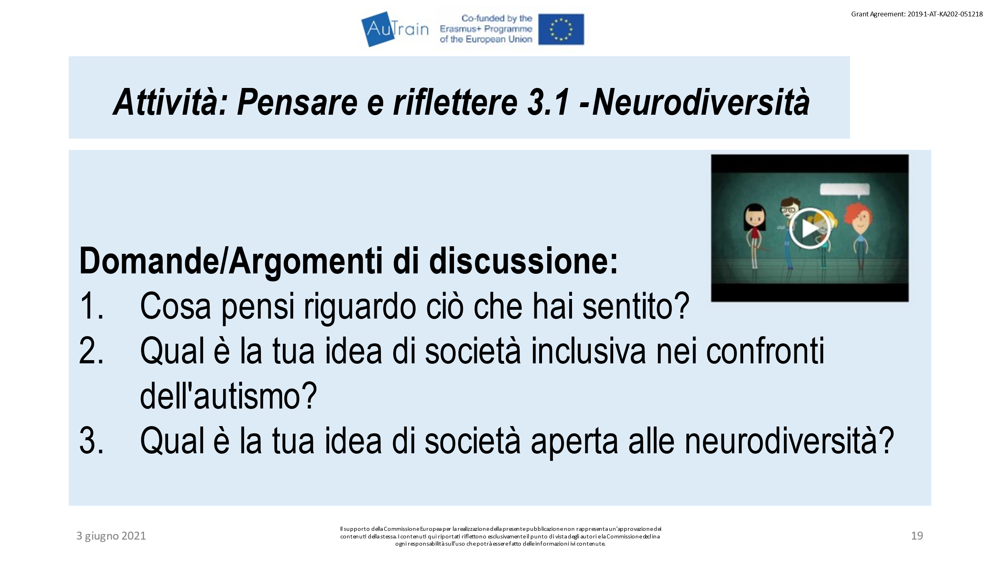 AuTrain
Co-funded by the
Erasmus+ Programme
of the European Union
Grant Agreement: 2019-1-AT-KA202-051218
Attività: Pensare e riflettere 3.1 -Neurodiversità
Domande/Argomenti di discussione:
1. Cosa pensi riguardo ciò che hai sentito?
2. Qual è la tua idea di società inclusiva nei confronti
dell'autismo?
3. Qual è la tua idea di società aperta alle neurodiversità?
3 giugno 2021
Il supporto della Commissione Europea per la realizzazione della presente pubblicazione non rappresenta un'approvazione dei
contenuti della stessa. I contenuti qui riportati riflettono esclusivamente il punto di vista degli autori e la Commissione declina
ogni responsabilità sull’uso che potrà essere fatto delle informazioni ivi contenute.
19